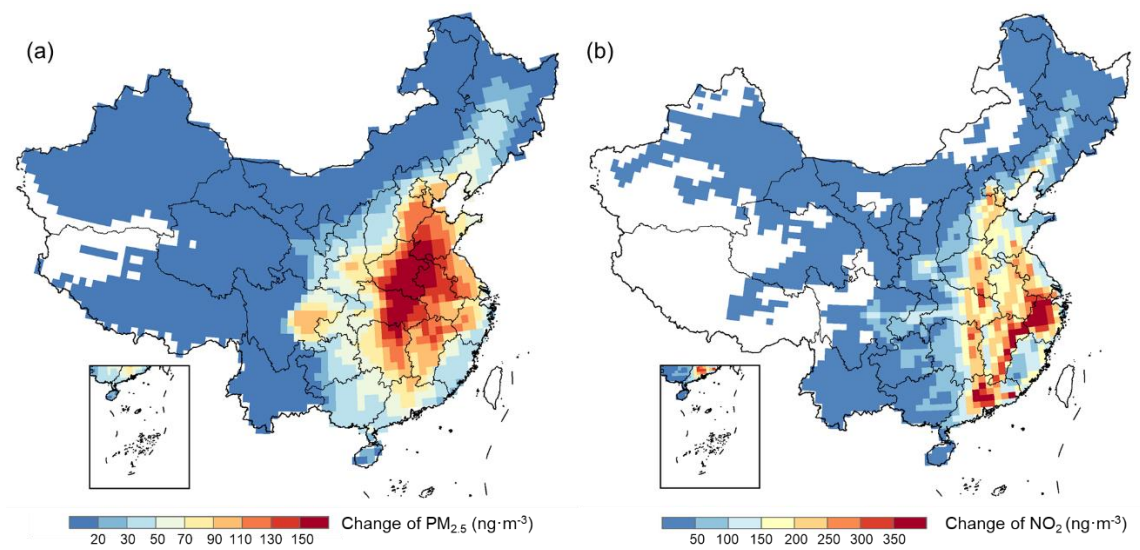 (a)
(b)
20 30 50 70 90 110 130 150
Change of PM₂.₅ (ng·m⁻³)
50 100 150 200 250 300 350
Change of NO₂ (ng·m⁻³)